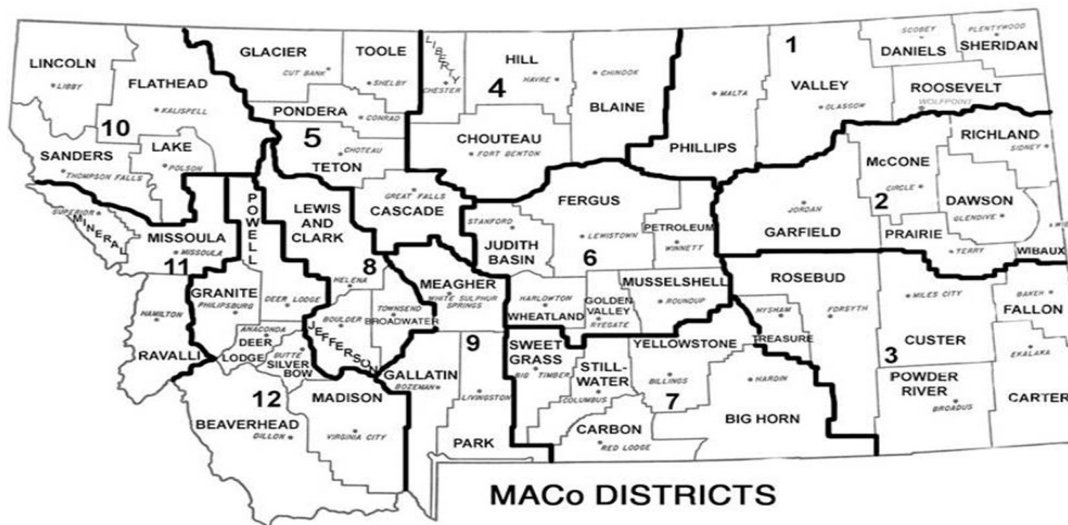 LINCOLN
LIBBY
FLATHEAD
KALISPELL
10
SANDERS
THOMPSON FALLS
LAKE
POLSON
GLACIER
CUT BANK
TOOLE
SHELBY
PONDERA
CONRAD
5
CHOTEAU
TETON
LIBERTY
CHESTER
HILL
HAVRE
4
CHINOOK
BLAINE
CHOUTEAU
FORT BENTON
1
MALTA
PHILLIPS
VALLEY
GLASGOW
SCOBEY
DANIELS
PLENTYWOOD
SHERIDAN
ROOSEVELT
WOLFPOINT
RICHLAND
SIDNEY
McCONE
CIRCLE
2
DAWSON
GLENDIVE
JORDAN
GARFIELD
PRAIRIE
TERRY
WI
WIBAUX
SUPERIOR
MINERAL
MISSOULA
MISSOULA
11
POWELL
DEER LODGE
LEWIS
AND
CLARK
8
HELENA
GREAT FALLS
CASCADE
FERGUS
LEWISTOWN
6
STANFORD
JUDITH
BASIN
PETROLEUM
WINNETT
GRANITE
PHILIPSBURG
HAMILTON
RAVALLI
ANACONDA
DEER
LODGE
BUTTE
SILVER
BOW
BOULDER
JEFFERSON
TOWNSEND
BROADWATER
MEAGHER
WHITE SULPHUR
SPRINGS
HARLOWTON
WHEATLAND
GOLDEN
VALLEY
RYEGATE
MUSSELSHELL
ROUNDUP
ROSEBUD
HYSHAM
FORSYTH
TREASURE
MILES CITY
CUSTER
3
BAKER
FALLON
EKALAKA
CARTER
POWDER
RIVER
BROADUS
12
BEAVERHEAD
DILLON
MADISON
VIRGINIA CITY
GALLATIN
BOZEMAN
9
LIVINGSTON
PARK
SWEET
GRASS
BIG TIMBER
STILL-
WATER
COLUMBUS
YELLOWSTONE
BILLINGS
7
HARDIN
BIG HORN
CARBON
RED LODGE
MACo DISTRICTS